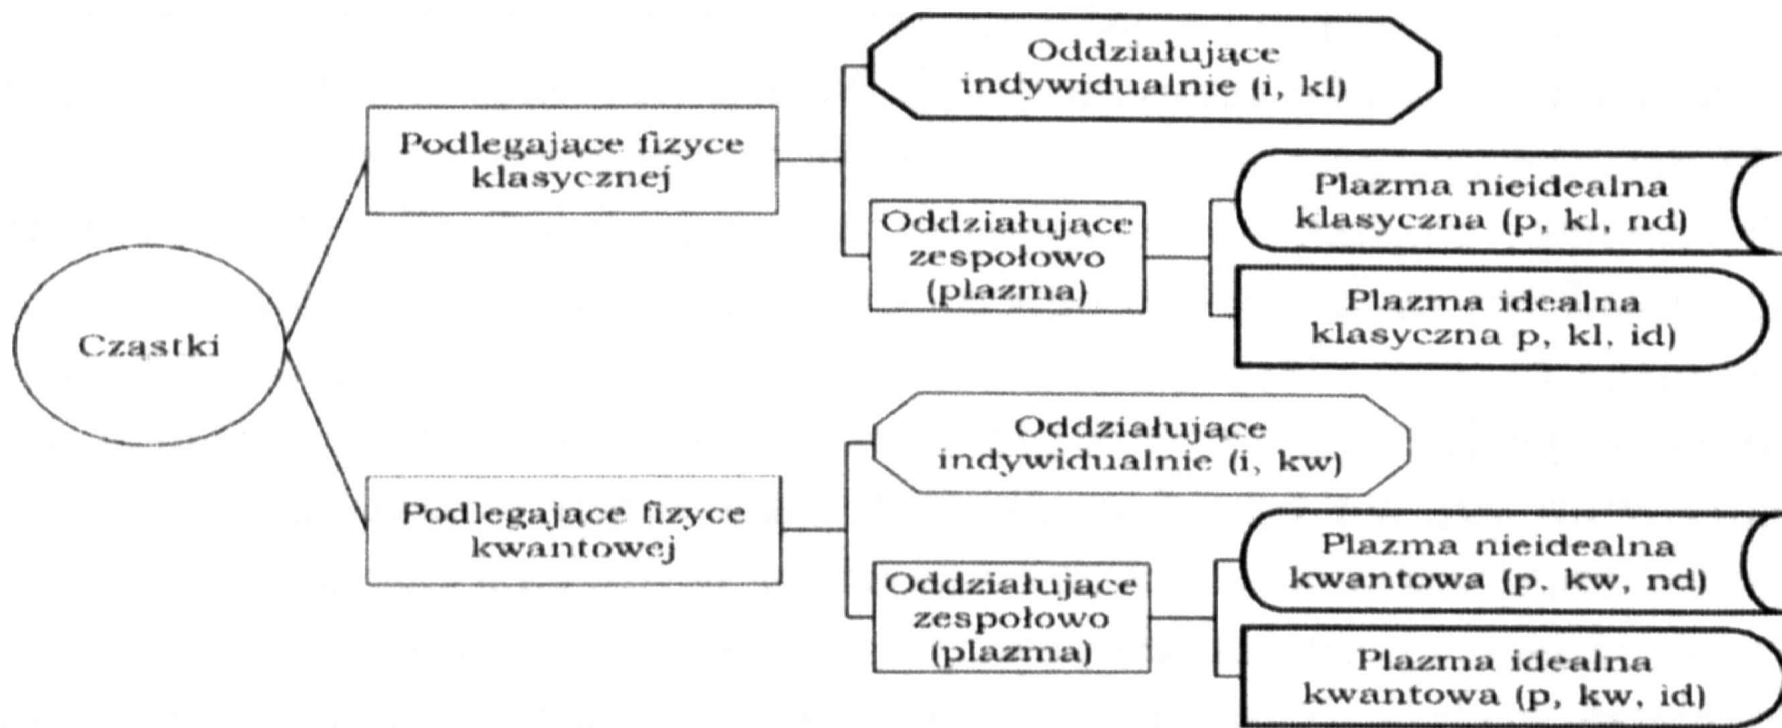 Cząstki
Podlegające fizyce
klasycznej
Oddziałujące
indywidualnie (i, kl)
Oddziałujące
zespołowo
(plazma)
Plazma nieidealna
klasyczna (p, kl, nd)
Plazma idealna
klasyczna p, kl, id)
Podlegające fizyce
kwantowej
Oddziałujące
indywidualnie (i, kw)
Oddziałujące
zespołowo
(plazma)
Plazma nieidealna
kwantowa (p. kw, nd)
Plazma idealna
kwantowa (p, kw, id)